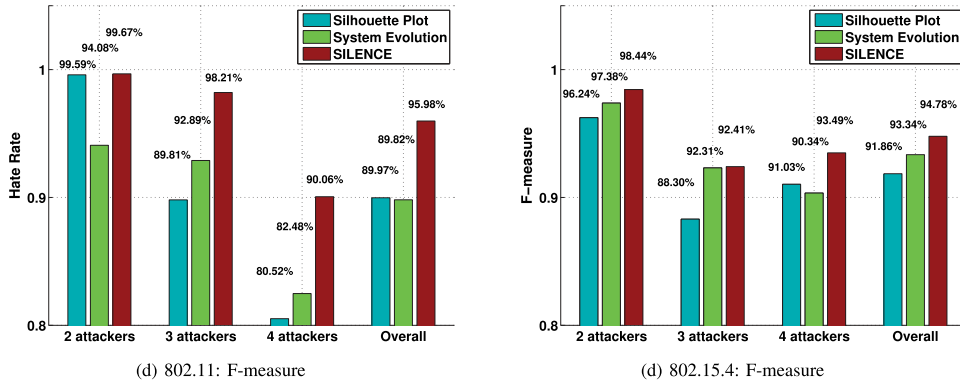 Silhouette Plot
System Evolution
SILENCE
99.67%
94.08%
99.59%
98.21%
92.89%
89.81%
90.06%
82.48%
80.52%
95.98%
89.82%
89.97%
1
0.9
0.8
Hate Rate
2 attackers
3 attackers
4 attackers
Overall
(d) 802.11: F-measure
Silhouette Plot
System Evolution
SILENCE
98.44%
97.38%
96.24%
92.41%
92.31%
88.30%
93.49%
90.34%
91.03%
94.78%
93.34%
91.86%
1
0.9
0.8
F-measure
2 attackers
3 attackers
4 attackers
Overall
(d) 802.15.4: F-measure